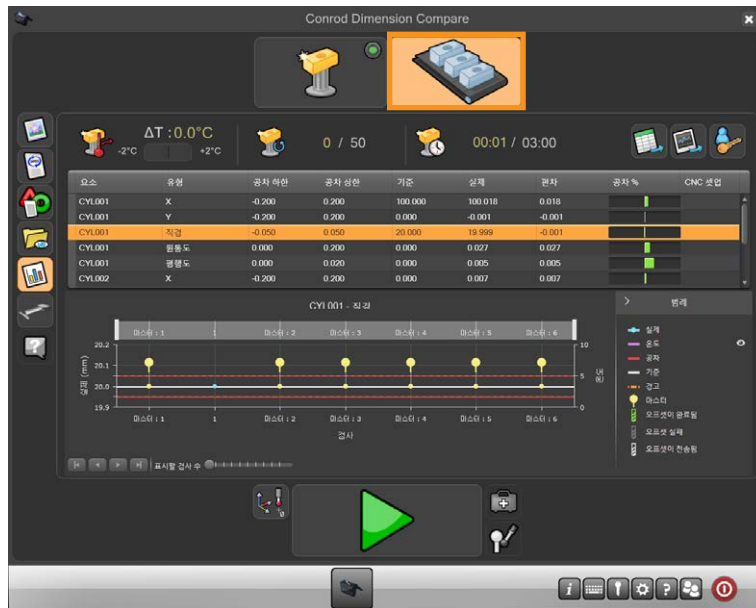 Conrod Dimension Compare
ΔT : 0.0°C
-2°C +2°C
0 / 50
00:01 / 03:00
요소 유형 공차 하한 공차 상한 기준 실제 편차 공차 % CNC 셋업
CYL001 X -0.200 0.200 100.000 100.018 0.018
CYL001 Y -0.200 0.200 0.000 -0.001 -0.001
CYL001 직경 -0.050 0.050 20.000 19.999 -0.001
CYL001 원통도 0.000 0.200 0.000 0.027 0.027
CYL001 평행도 0.000 0.020 0.000 0.005 0.005
CYL002 X -0.200 0.200 0.000 0.007 0.007
CYL001 - 직경
범례
마스터 : 1 1 마스터 : 2 마스터 : 3 마스터 : 4 마스터 : 5 마스터 : 6
실제
온도
공차
기준
경고
마스터
오프셋이 완료됨
오프셋 실패
오프셋이 전송됨
20.2
20.1
20.0
19.9
실제 (mm)
10
5
0
온도
마스터 : 1 1 마스터 : 2 마스터 : 3 마스터 : 4 마스터 : 5 마스터 : 6
검사
표시할 검사 수